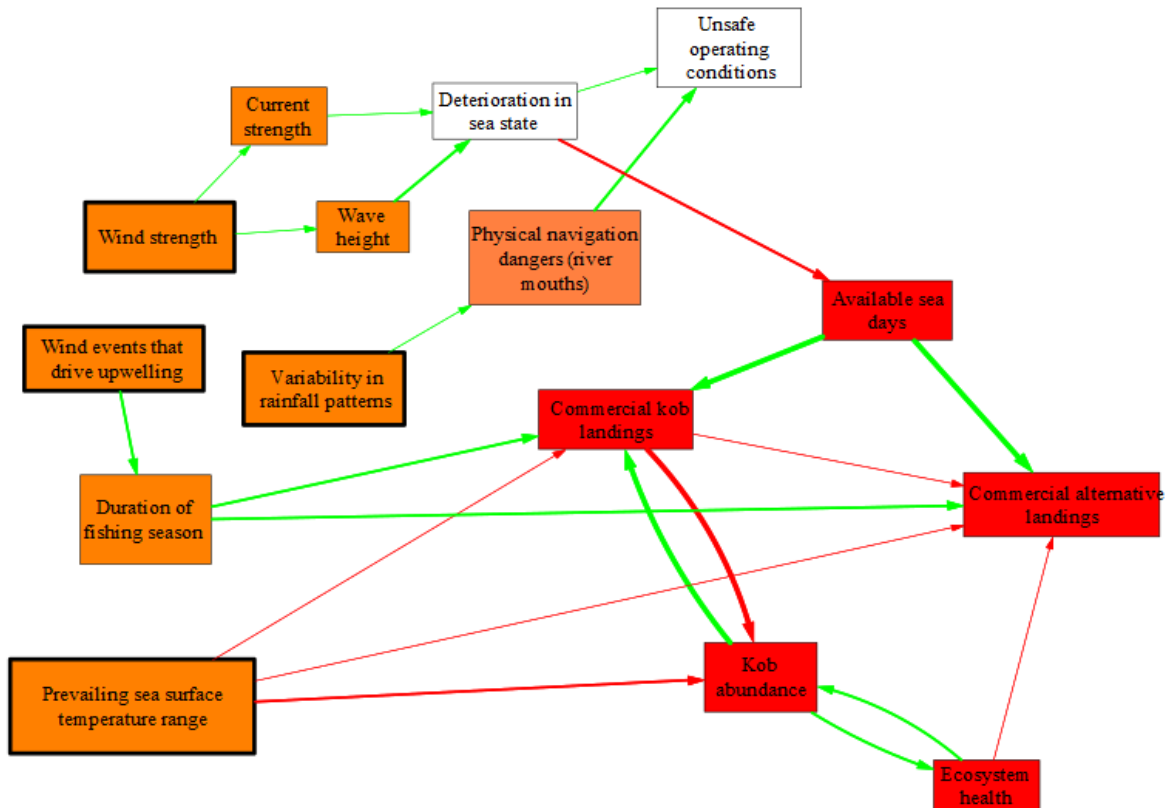 Unsafe
operating
conditions
Current
strength
Deterioration in
sea state
Wind strength
Wave
height
Physical navigation
dangers (river
mouths)
Available sea
days
Wind events that
drive upwelling
Variability in
rainfall patterns
Commercial kob
landings
Duration of
fishing season
Commercial alternative
landings
Prevailing sea surface
temperature range
Kob
abundance
Ecosystem
health